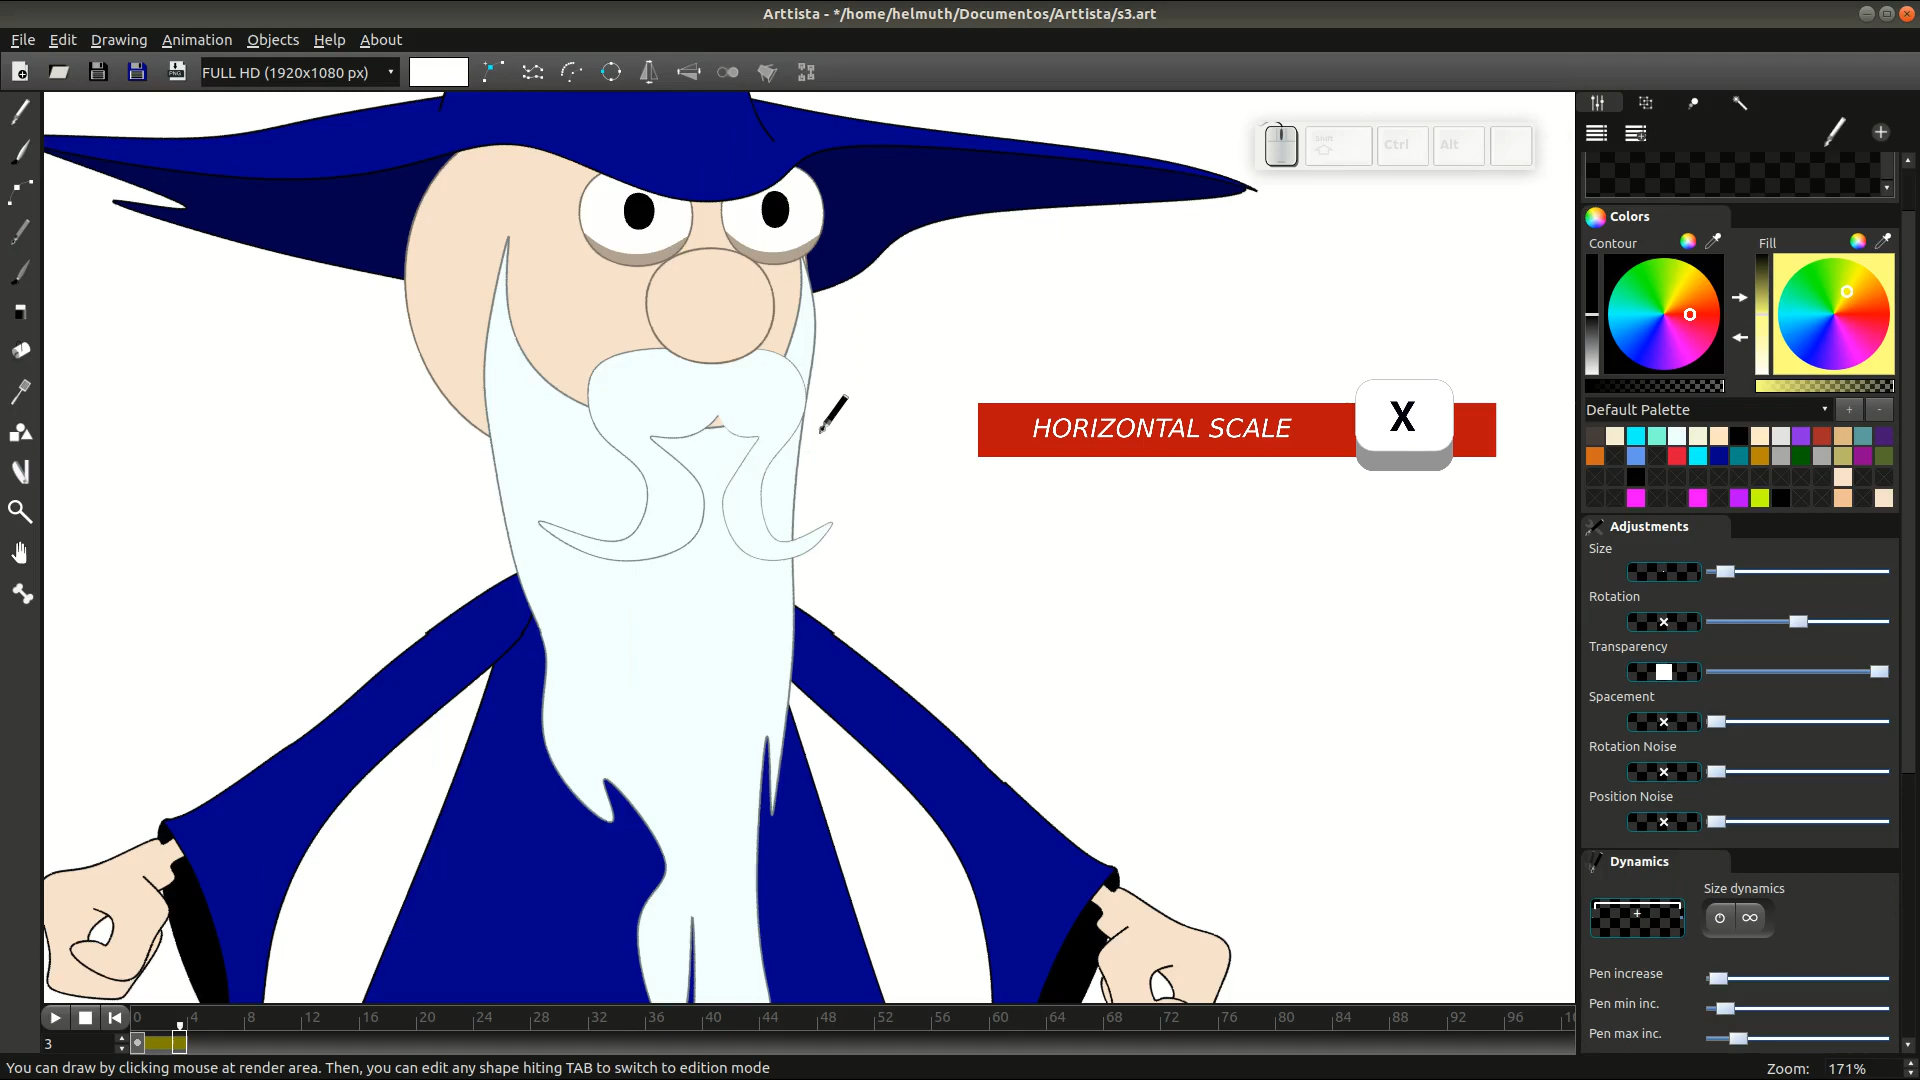 Arttista - */home/helmuth/Documentos/Arttista/s3.art
File Edit Drawing Animation Objects Help About
PNG FULL HD (1920x1080 px)
Shift Ctrl Alt
Colors
Contour Fill
HORIZONTAL SCALE X
Default Palette + -
Adjustments
Size
Rotation
Transparency
Spacement
Rotation Noise
Position Noise
Dynamics
Size dynamics
Pen increase
Pen min inc.
Pen max inc.
0 4 8 12 16 20 24 28 32 36 40 44 48 52 56 60 64 68 72 76 80 84 88 92 96 10
3
You can draw by clicking mouse at render area. Then, you can edit any shape hiting TAB to switch to edition mode
Zoom: 171%